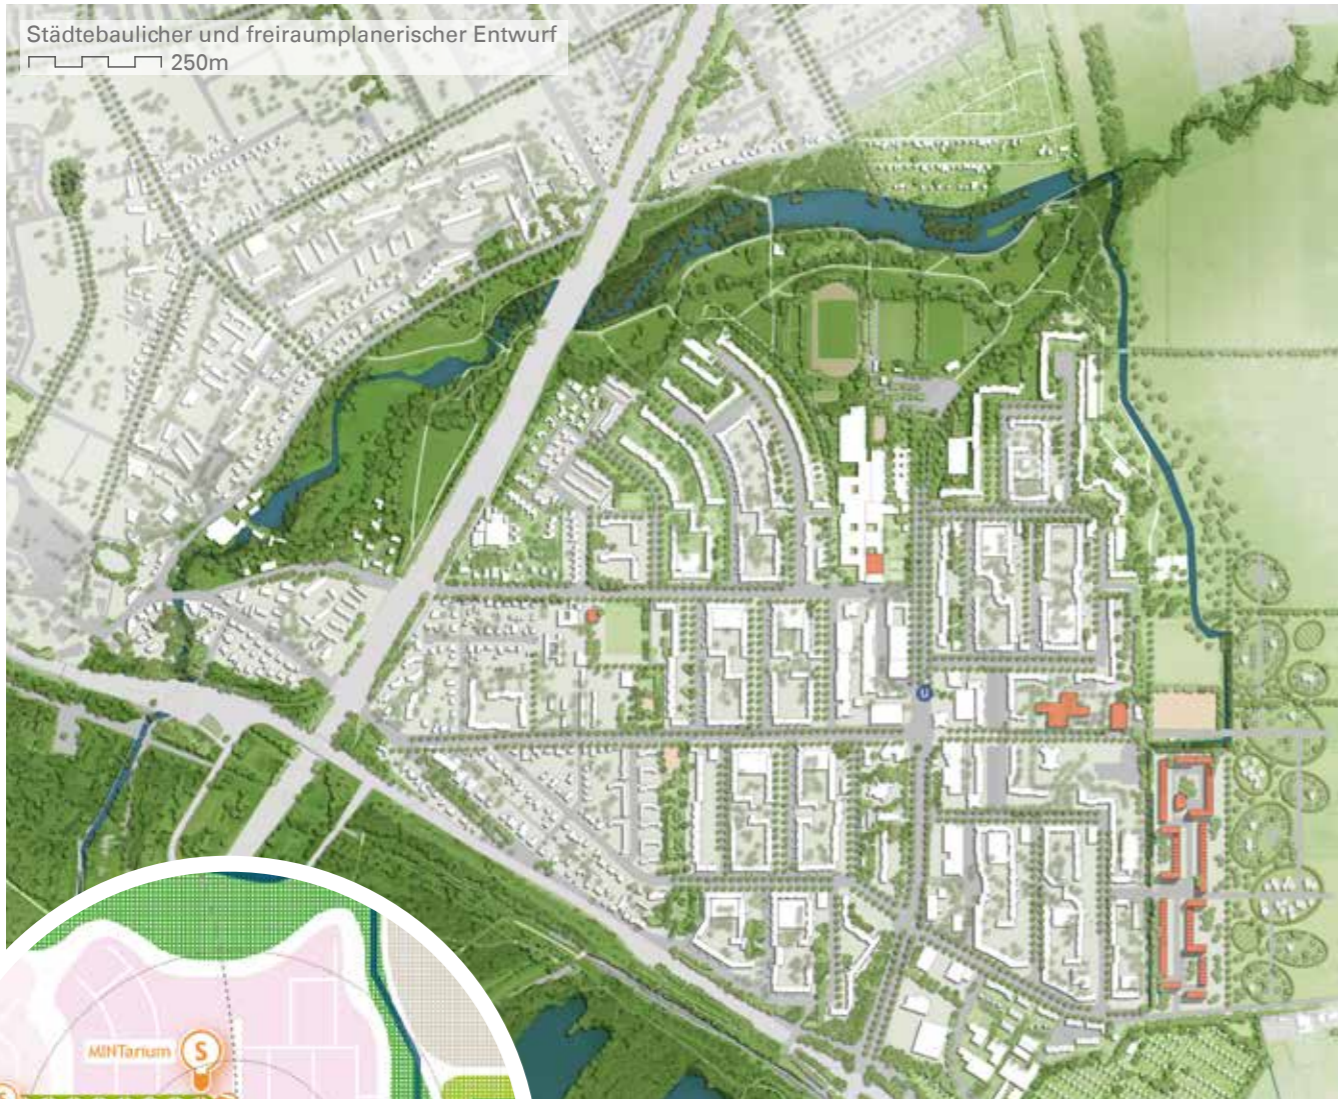 Städtebaulicher und freiraumplanerischer Entwurf
250m
U
MINTarium S
S